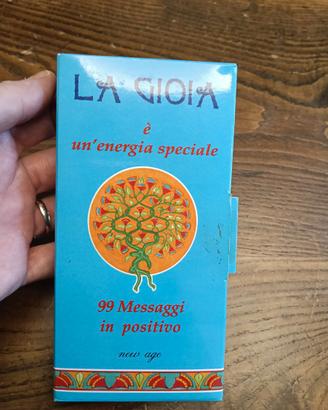 LA GIOIA
è
un'energia speciale
99 Messaggi
in positivo
new age